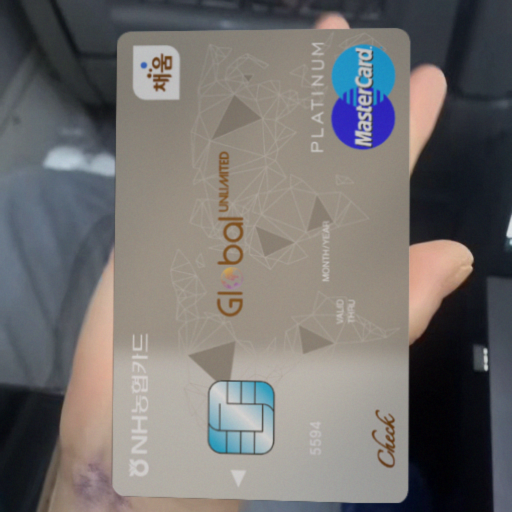 NH농협카드
채움
Global UNLIMITED
PLATINUM
MasterCard
5594
MONTH/YEAR
VALID
THRU
Check